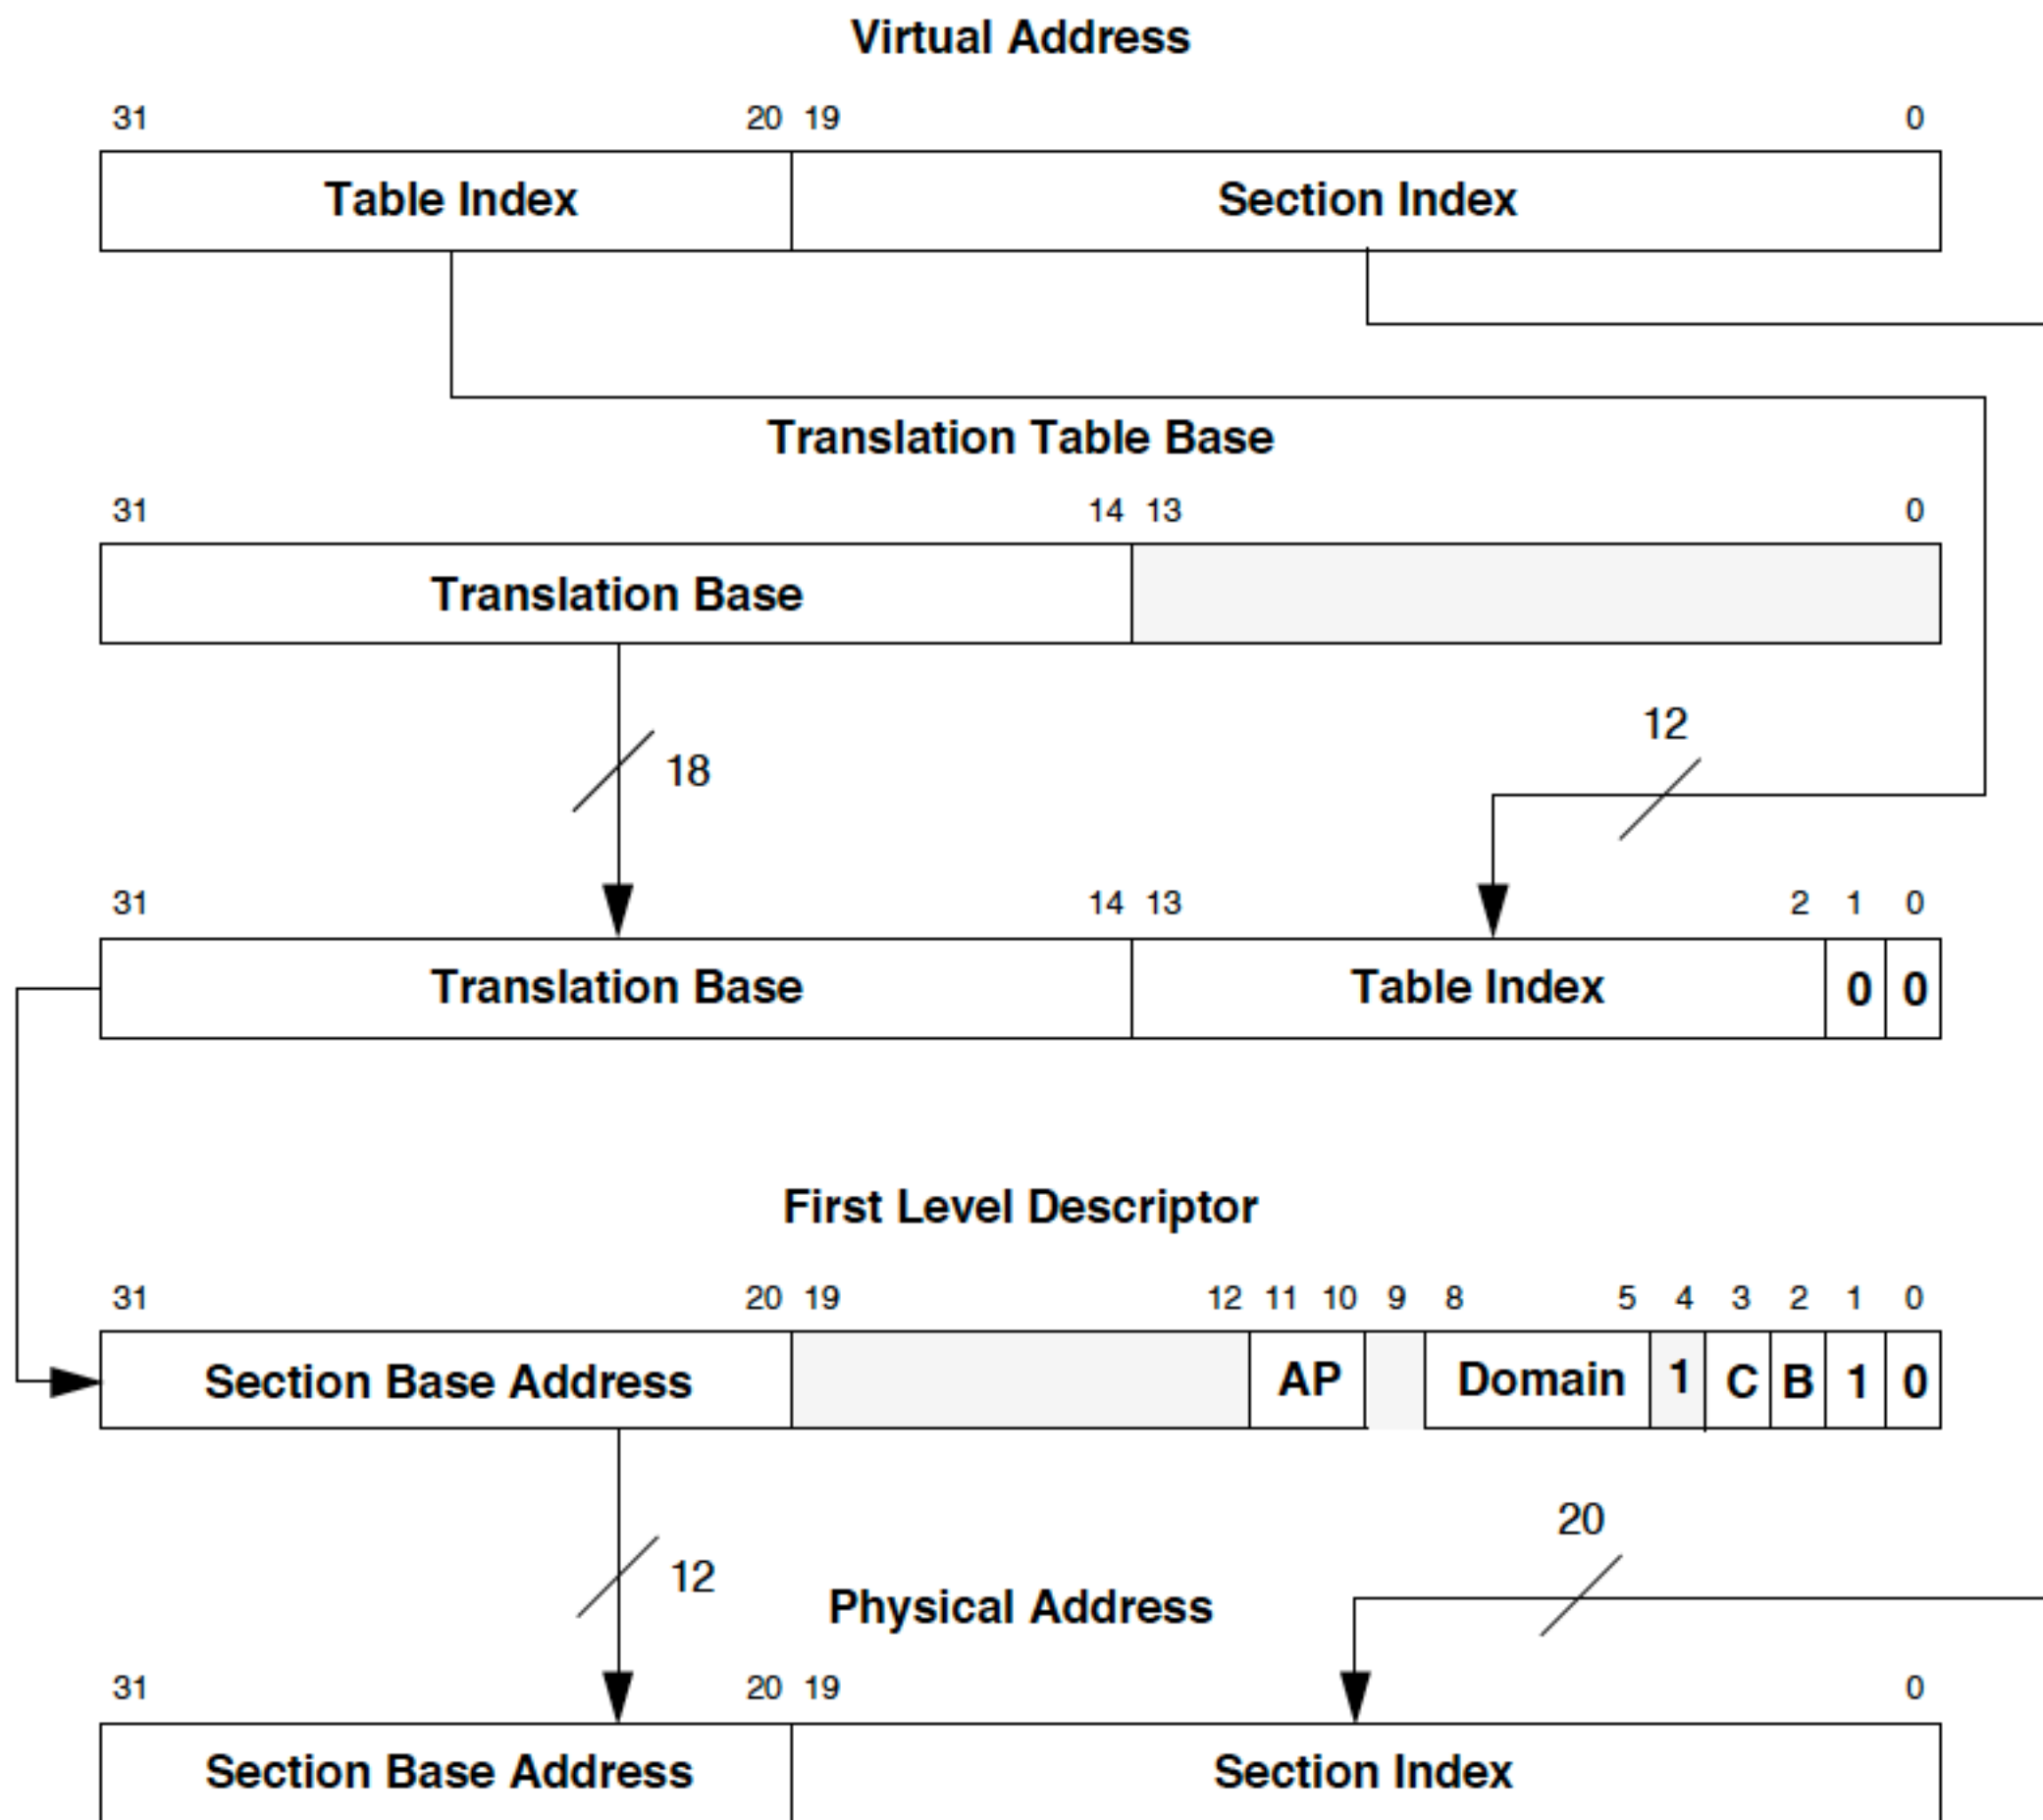 Virtual Address
31 20 19 0
Table Index Section Index
Translation Table Base
31 14 13 0
Translation Base
12
18
31 14 13 2 1 0
Translation Base Table Index 0 0
First Level Descriptor
31 20 19 12 11 10 9 8 5 4 3 2 1 0
Section Base Address AP Domain 1 C B 1 0
20
12
Physical Address
31 20 19 0
Section Base Address Section Index